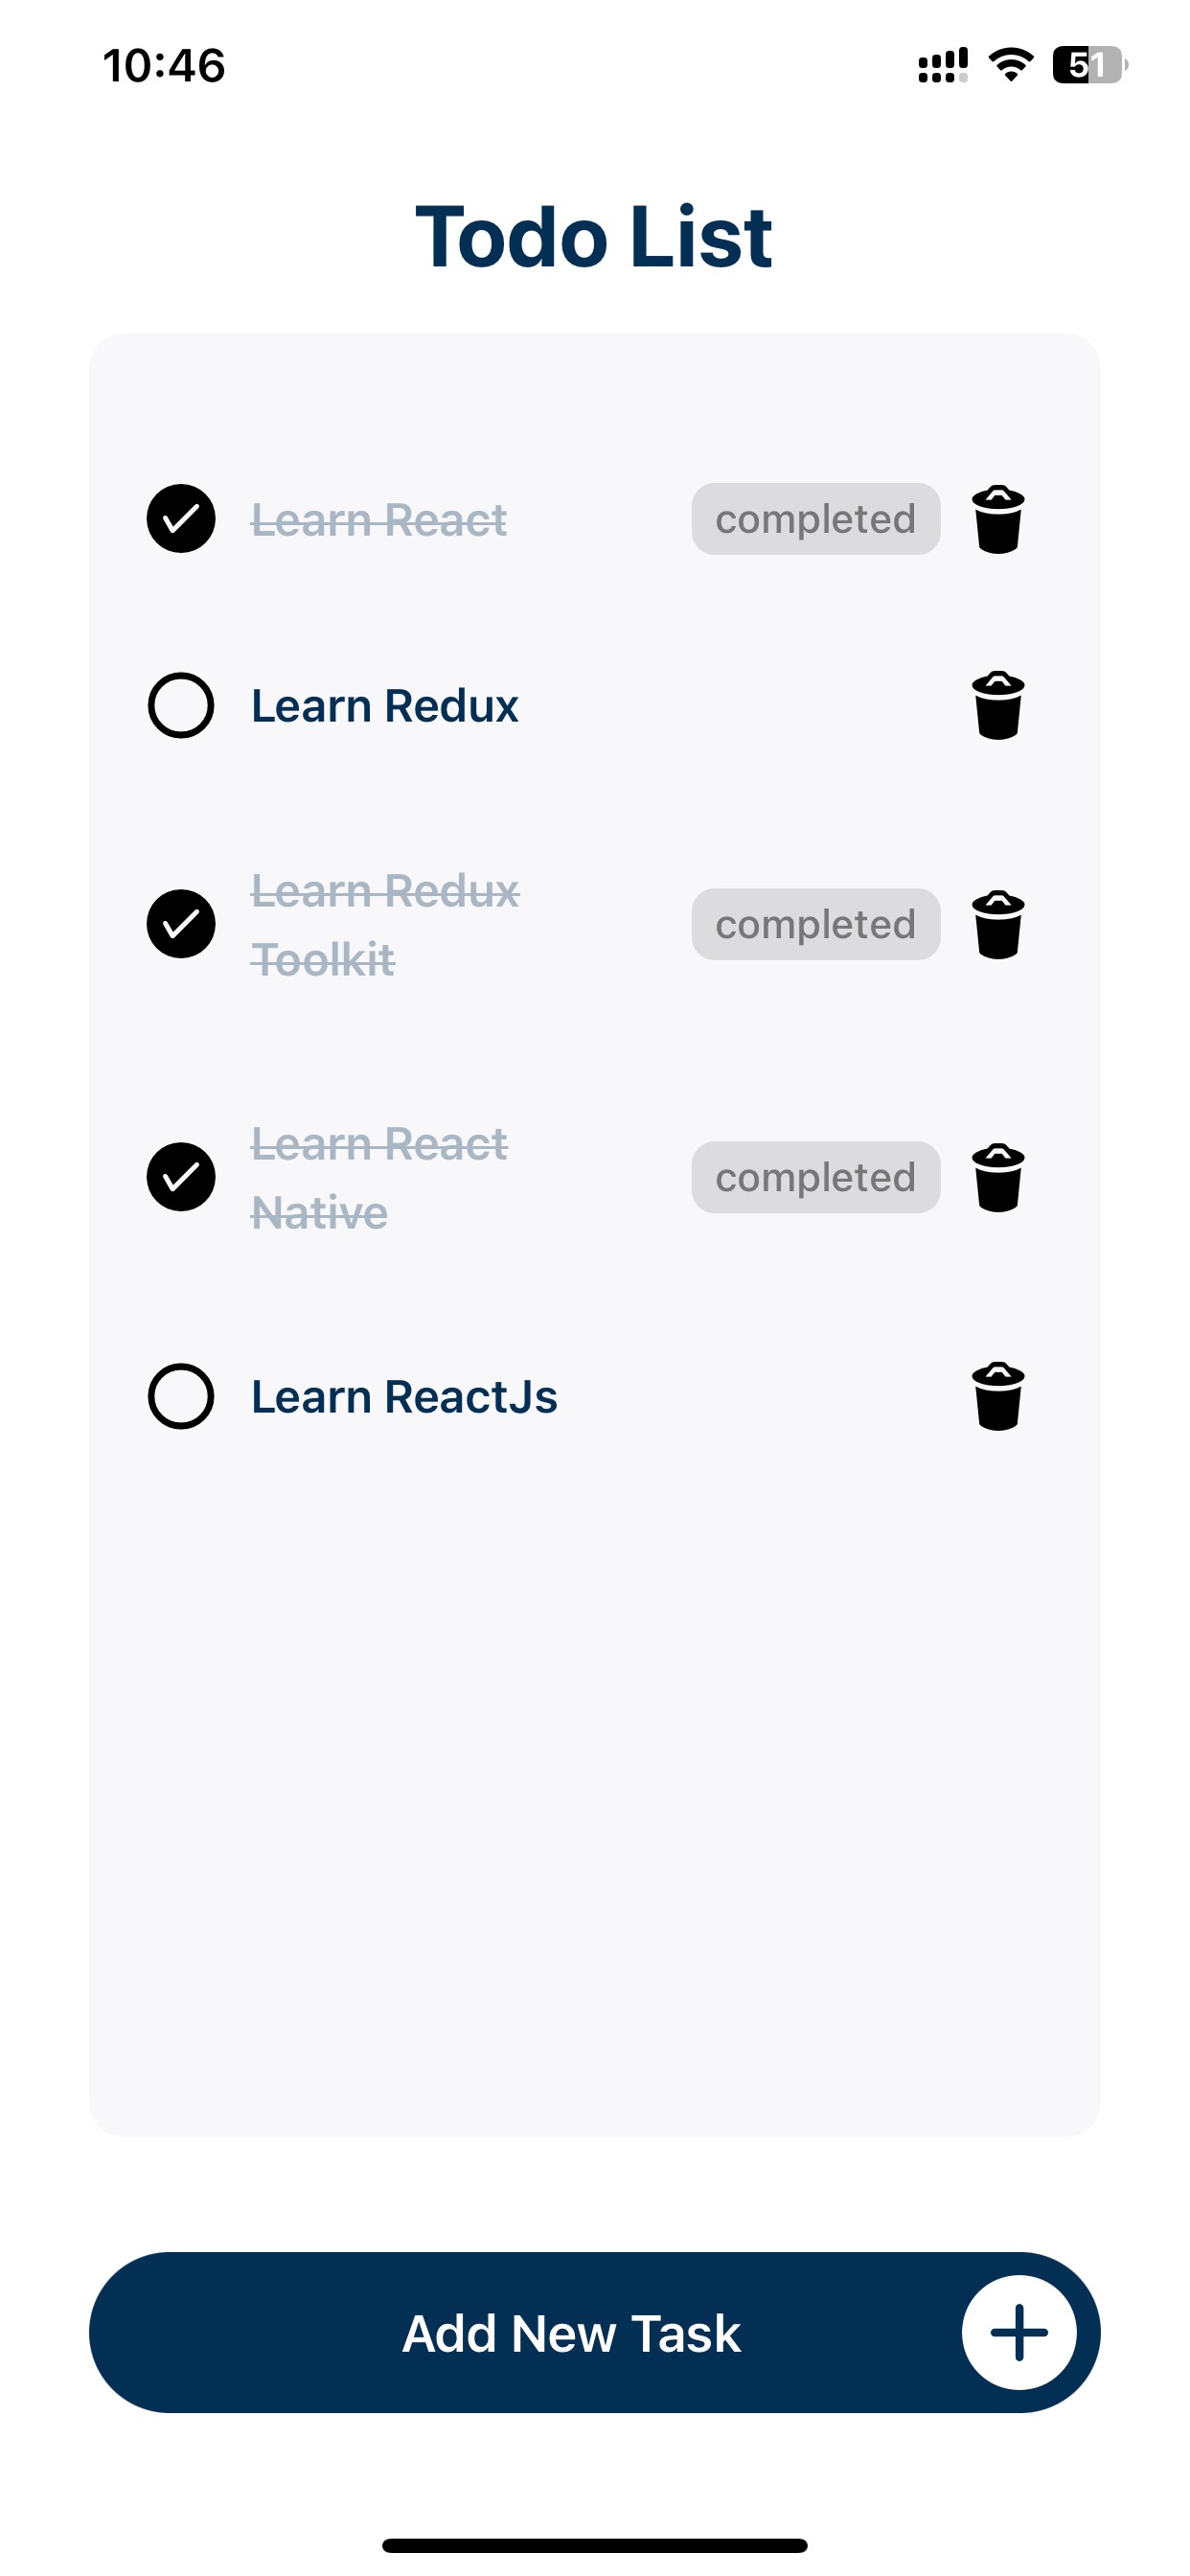 10:46
51
Todo List
Learn React
completed
Learn Redux
Learn Redux
Toolkit
completed
Learn React
Native
completed
Learn ReactJs
Add New Task